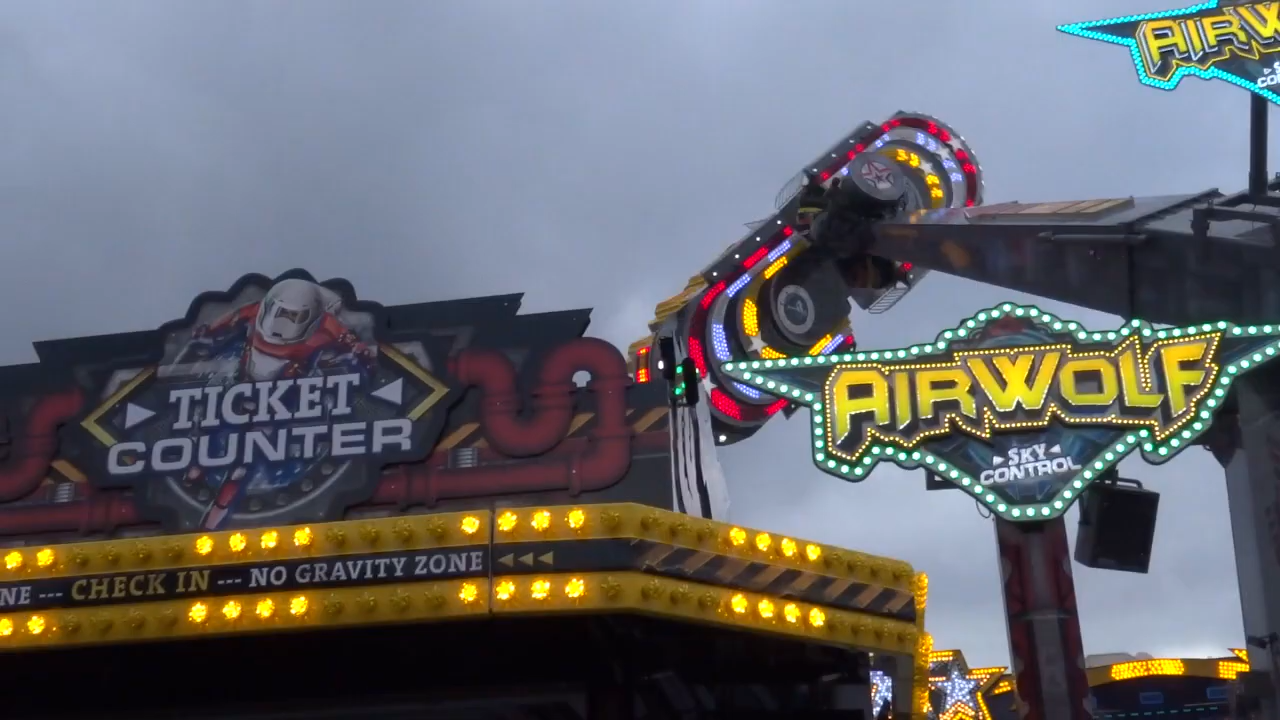 AIRW
TICKET
COUNTER
AIRWOLF
SKY
CONTROL
NE --- CHECK IN --- NO GRAVITY ZONE